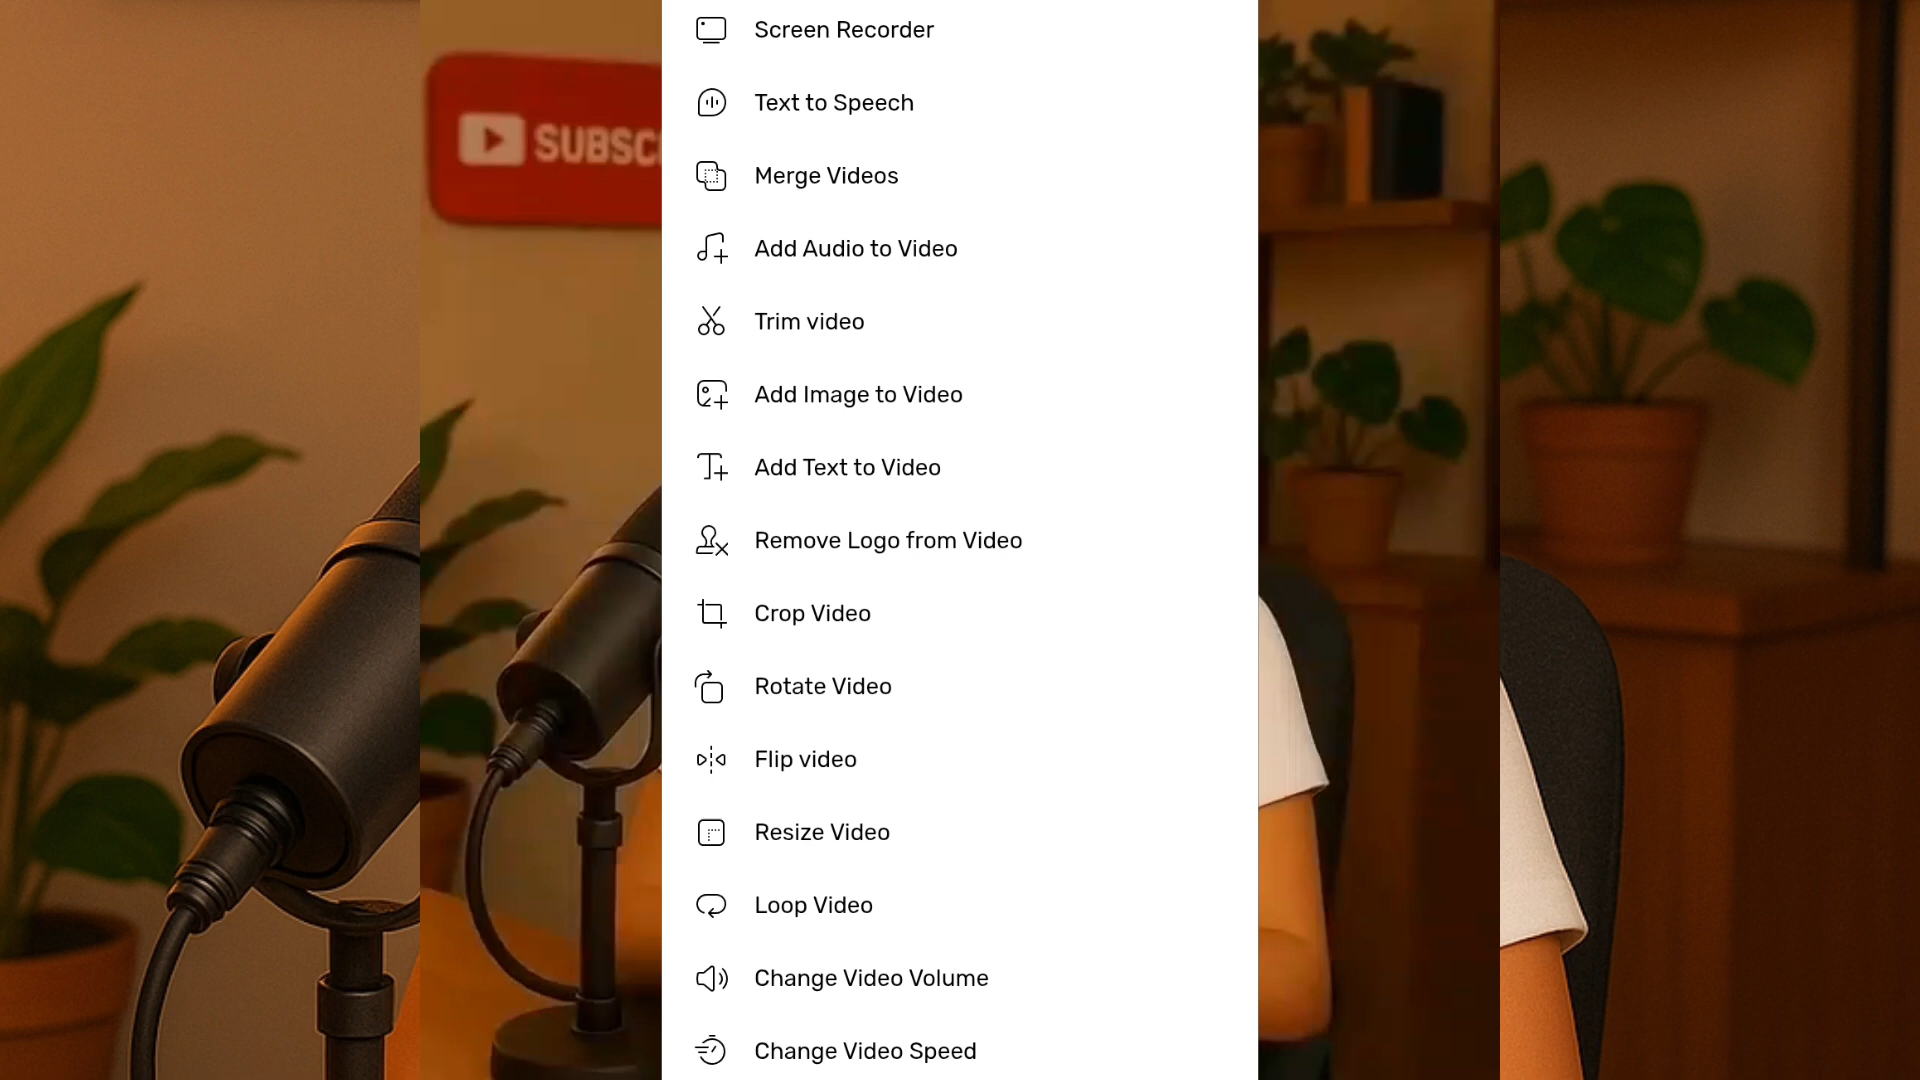 SUBSC
Screen Recorder
Text to Speech
Merge Videos
Add Audio to Video
Trim video
Add Image to Video
Add Text to Video
Remove Logo from Video
Crop Video
Rotate Video
Flip video
Resize Video
Loop Video
Change Video Volume
Change Video Speed